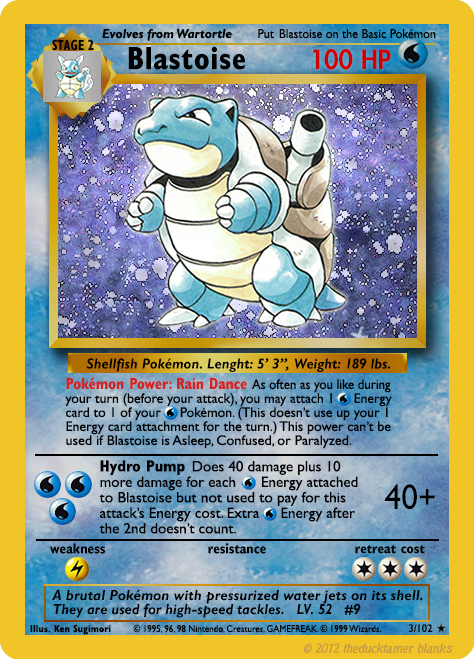 Evolves from Wartortle Put Blastoise on the Basic Pokémon
STAGE 2
Blastoise 100 HP
Shellfish Pokémon. Lenght: 5' 3", Weight: 189 lbs.
Pokémon Power: Rain Dance As often as you like during
your turn (before your attack), you may attach 1 Energy
card to 1 of your Pokémon. (This doesn't use up your 1
Energy card attachment for the turn.) This power can't be
used if Blastoise is Asleep, Confused, or Paralyzed.
Hydro Pump Does 40 damage plus 10
more damage for each Energy attached
to Blastoise but not used to pay for this
attack's Energy cost. Extra Energy after
the 2nd doesn't count.
40+
weakness resistance retreat cost
A brutal Pokémon with pressurized water jets on its shell.
They are used for high-speed tackles. LV. 52 #9
Illus. Ken Sugimori © 1995, 96, 98 Nintendo, Creatures, GAMEFREAK. © 1999 Wizards. 3/102 ★
© 2012 theducktamer blanks